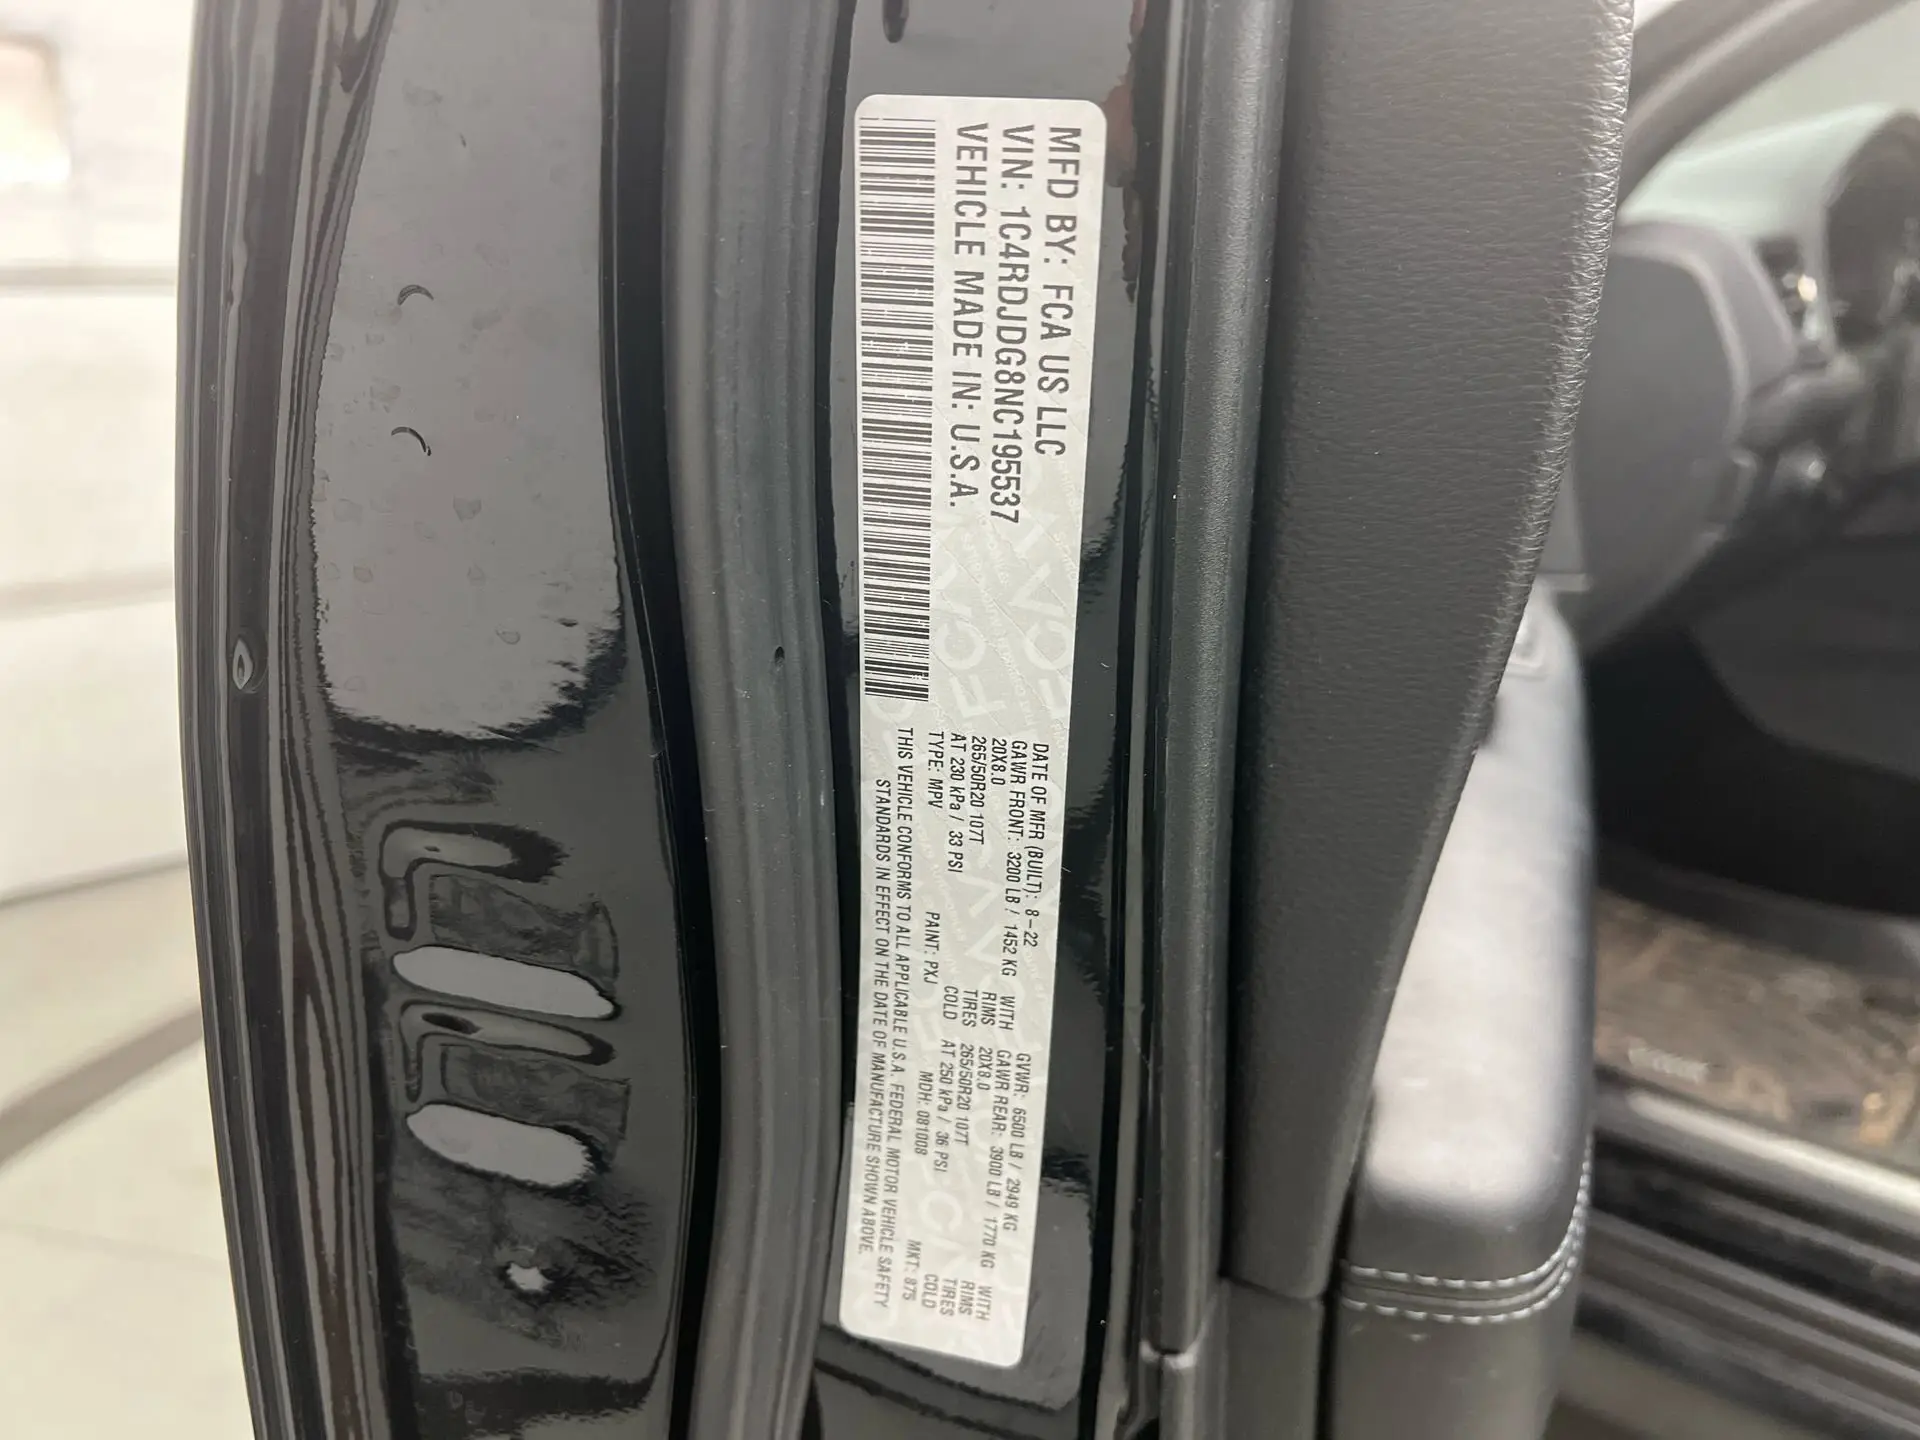 MFD BY: FCA US LLC
VIN: 1C4RDJDG8NC195537
VEHICLE MADE IN: U.S.A.
DATE OF MFR (BUILT): 8-22 GVWR: 6500 LB / 2949 KG
GAWR FRONT: 3200 LB / 1452 KG WITH GAWR REAR: 3900 LB / 1770 KG WITH
20X8.0 RIMS 20X8.0 RIMS
265/50R20 107T TIRES 265/50R20 107T TIRES
AT 230 kPa / 33 PSI COLD AT 250 kPa / 36 PSI COLD
TYPE: MPV PAINT: PXJ MDH: 081008 MKT: 875
THIS VEHICLE CONFORMS TO ALL APPLICABLE U.S.A. FEDERAL MOTOR VEHICLE SAFETY
STANDARDS IN EFFECT ON THE DATE OF MANUFACTURE SHOWN ABOVE.